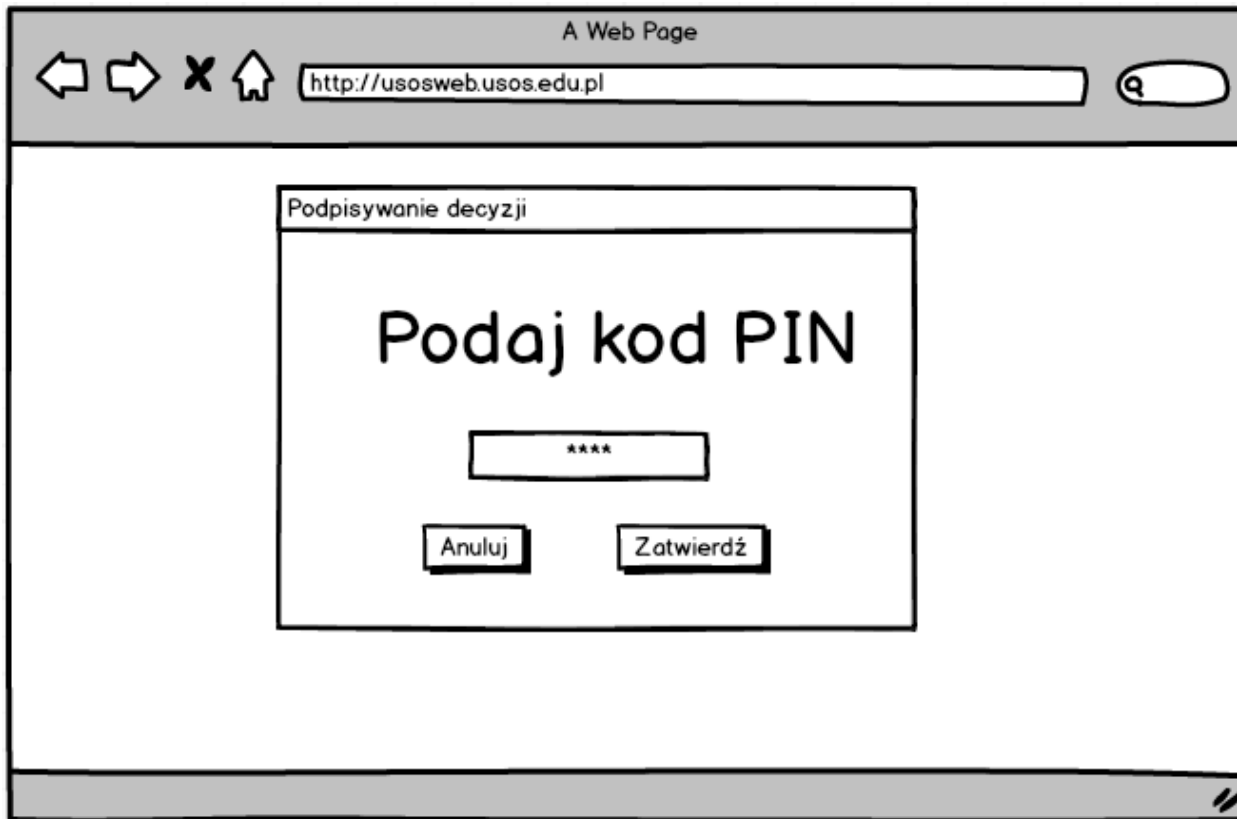 A Web Page
http://usosweb.usos.edu.pl
Podpisywanie decyzji
Podaj kod PIN
****
Anuluj
Zatwierdź